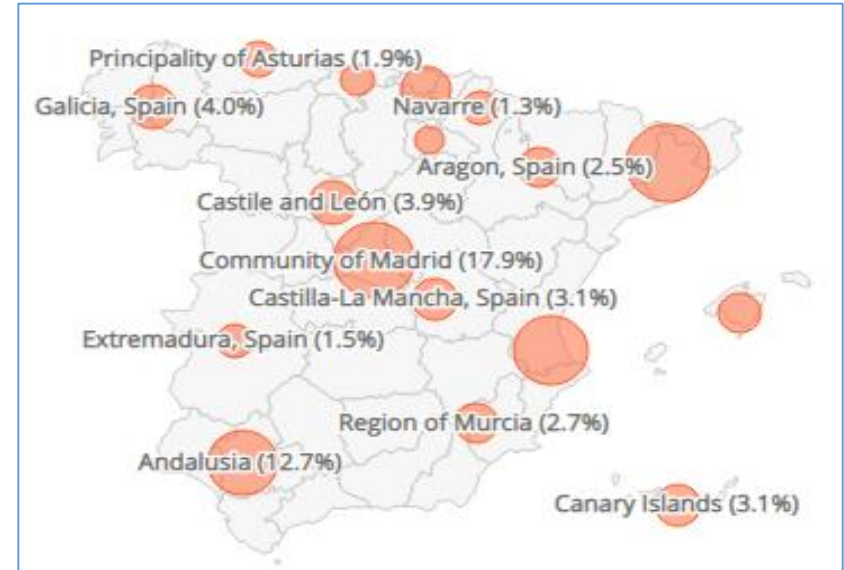 Principality of Asturias (1.9%)
Galicia, Spain (4.0%)
Navarre (1.3%)
Aragon, Spain (2.5%)
Castile and León (3.9%)
Community of Madrid (17.9%)
Castilla-La Mancha, Spain (3.1%)
Extremadura, Spain (1.5%)
Region of Murcia (2.7%)
Andalusia (12.7%)
Canary Islands (3.1%)